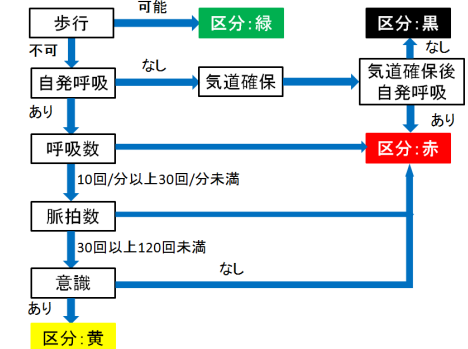 歩行
可能
区分：緑
区分：黒
不可
なし
自発呼吸
なし
気道確保
気道確保後
自発呼吸
あり
あり
呼吸数
区分：赤
10回/分以上30回/分未満
脈拍数
30回以上120回未満
意識
なし
あり
区分：黄